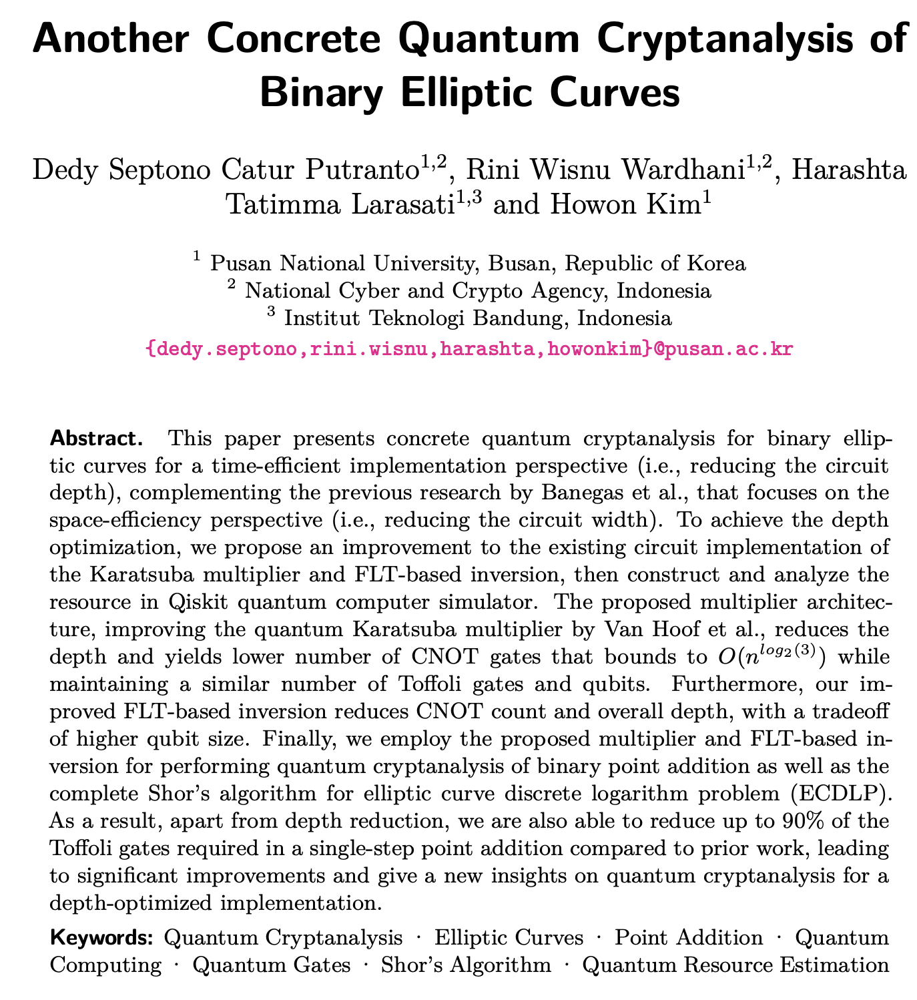 Another Concrete Quantum Cryptanalysis of
Binary Elliptic Curves
Dedy Septono Catur Putranto1,2, Rini Wisnu Wardhani1,2, Harashta
Tatimma Larasati1,3 and Howon Kim1
1 Pusan National University, Busan, Republic of Korea
2 National Cyber and Crypto Agency, Indonesia
3 Institut Teknologi Bandung, Indonesia
{dedy.septono,rini.wisnu,harashta,howonkim}@pusan.ac.kr
Abstract. This paper presents concrete quantum cryptanalysis for binary ellip-
tic curves for a time-efficient implementation perspective (i.e., reducing the circuit
depth), complementing the previous research by Banegas et al., that focuses on the
space-efficiency perspective (i.e., reducing the circuit width). To achieve the depth
optimization, we propose an improvement to the existing circuit implementation of
the Karatsuba multiplier and FLT-based inversion, then construct and analyze the
resource in Qiskit quantum computer simulator. The proposed multiplier architec-
ture, improving the quantum Karatsuba multiplier by Van Hoof et al., reduces the
depth and yields lower number of CNOT gates that bounds to O(n^{log_2(3)}) while
maintaining a similar number of Toffoli gates and qubits. Furthermore, our im-
proved FLT-based inversion reduces CNOT count and overall depth, with a tradeoff
of higher qubit size. Finally, we employ the proposed multiplier and FLT-based in-
version for performing quantum cryptanalysis of binary point addition as well as the
complete Shor's algorithm for elliptic curve discrete logarithm problem (ECDLP).
As a result, apart from depth reduction, we are also able to reduce up to 90% of the
Toffoli gates required in a single-step point addition compared to prior work, leading
to significant improvements and give a new insights on quantum cryptanalysis for a
depth-optimized implementation.
Keywords: Quantum Cryptanalysis · Elliptic Curves · Point Addition · Quantum
Computing · Quantum Gates · Shor's Algorithm · Quantum Resource Estimation